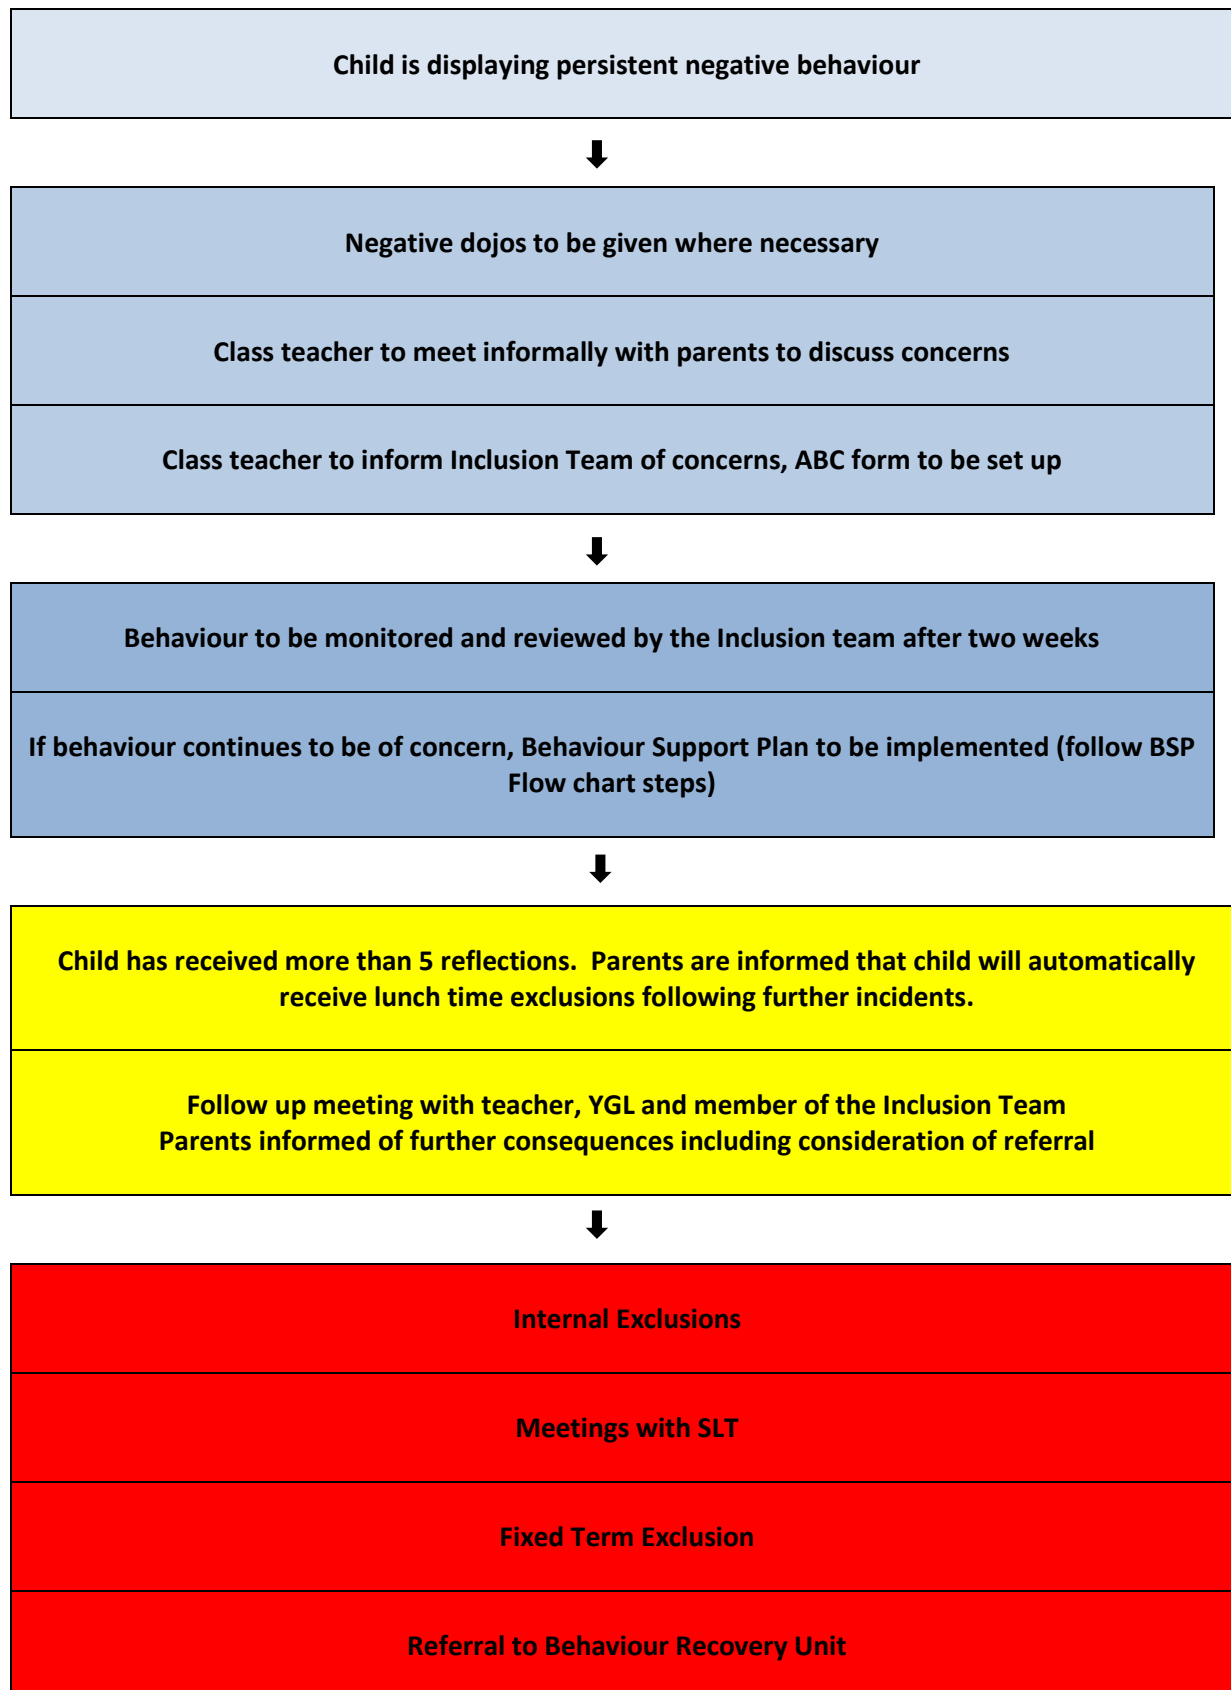 Child is displaying persistent negative behaviour
Negative dojos to be given where necessary
Class teacher to meet informally with parents to discuss concerns
Class teacher to inform Inclusion Team of concerns, ABC form to be set up
Behaviour to be monitored and reviewed by the Inclusion team after two weeks
If behaviour continues to be of concern, Behaviour Support Plan to be implemented (follow BSP
Flow chart steps)
Child has received more than 5 reflections.  Parents are informed that child will automatically
receive lunch time exclusions following further incidents.
Follow up meeting with teacher, YGL and member of the Inclusion Team
Parents informed of further consequences including consideration of referral
Internal Exclusions
Meetings with SLT
Fixed Term Exclusion
Referral to Behaviour Recovery Unit